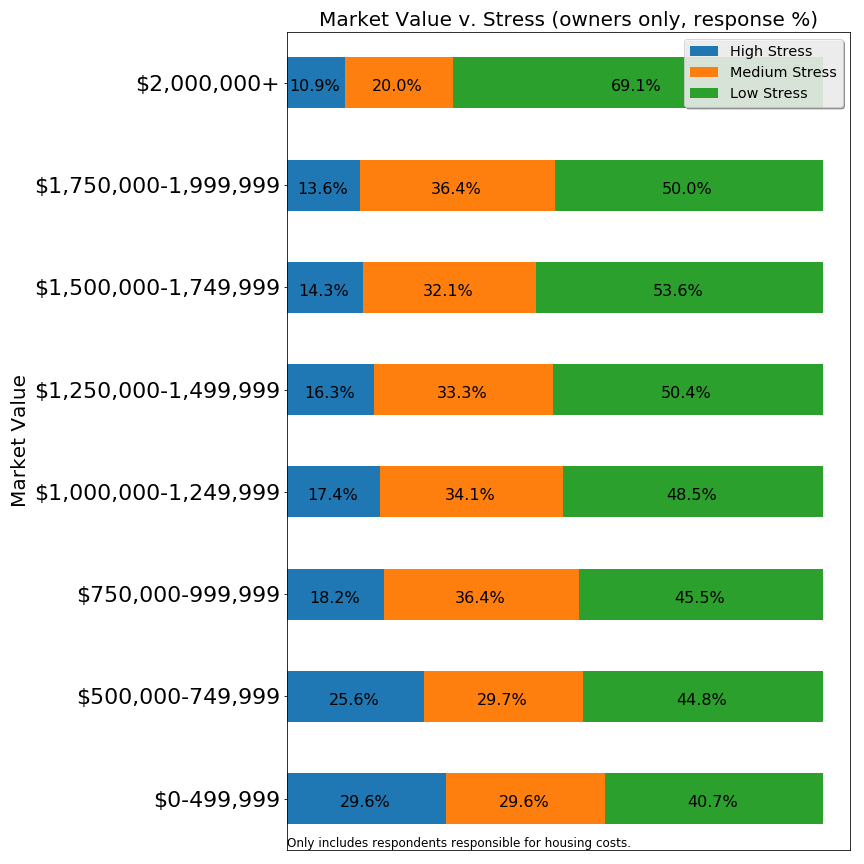 Market Value v. Stress (owners only, response %)
High Stress
Medium Stress
Low Stress
$2,000,000+ 10.9% 20.0% 69.1%
$1,750,000-1,999,999 13.6% 36.4% 50.0%
$1,500,000-1,749,999 14.3% 32.1% 53.6%
$1,250,000-1,499,999 16.3% 33.3% 50.4%
Market Value
$1,000,000-1,249,999 17.4% 34.1% 48.5%
$750,000-999,999 18.2% 36.4% 45.5%
$500,000-749,999 25.6% 29.7% 44.8%
$0-499,999 29.6% 29.6% 40.7%
Only includes respondents responsible for housing costs.